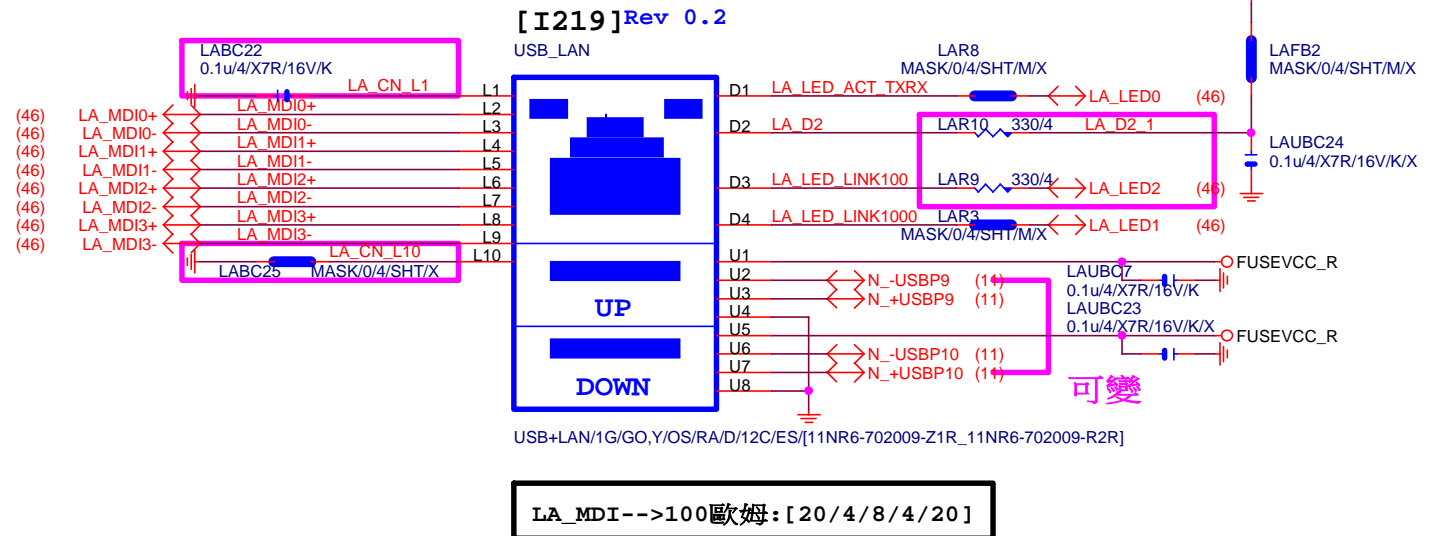 [I219] Rev 0.2
USB_LAN
LABC22
0.1u/4/X7R/16V/K
LA_CN_L1
L1
L2
L3
L4
L5
L6
L7
L8
L9
L10
(46) LA_MDI0+ LA_MDI0+
(46) LA_MDI0- LA_MDI0-
(46) LA_MDI1+ LA_MDI1+
(46) LA_MDI1- LA_MDI1-
(46) LA_MDI2+ LA_MDI2+
(46) LA_MDI2- LA_MDI2-
(46) LA_MDI3+ LA_MDI3+
(46) LA_MDI3- LA_MDI3-
LA_CN_L10
LABC25 MASK/0/4/SHT/X
UP
DOWN
D1 LA_LED_ACT_TXRX
LAR8
MASK/0/4/SHT/M/X
LA_LED0 (46)
D2 LA_D2 LAR10 330/4 LA_D2_1
D3 LA_LED_LINK100 LAR9 330/4 LA_LED2 (46)
D4 LA_LED_LINK1000 LAR3
MASK/0/4/SHT/M/X
LA_LED1 (46)
LAFB2
MASK/0/4/SHT/M/X
LAUBC24
0.1u/4/X7R/16V/K/X
U1
U2 N_-USBP9 (11)
U3 N_+USBP9 (11)
U4
U5
U6 N_-USBP10 (11)
U7 N_+USBP10 (11)
U8
FUSEVCC_R
LAUBC7
0.1u/4/X7R/16V/K
LAUBC23
0.1u/4/X7R/16V/K/X
FUSEVCC_R
可變
USB+LAN/1G/GO,Y/OS/RA/D/12C/ES/[11NR6-702009-Z1R_11NR6-702009-R2R]
LA_MDI-->100歐姆:[20/4/8/4/20]